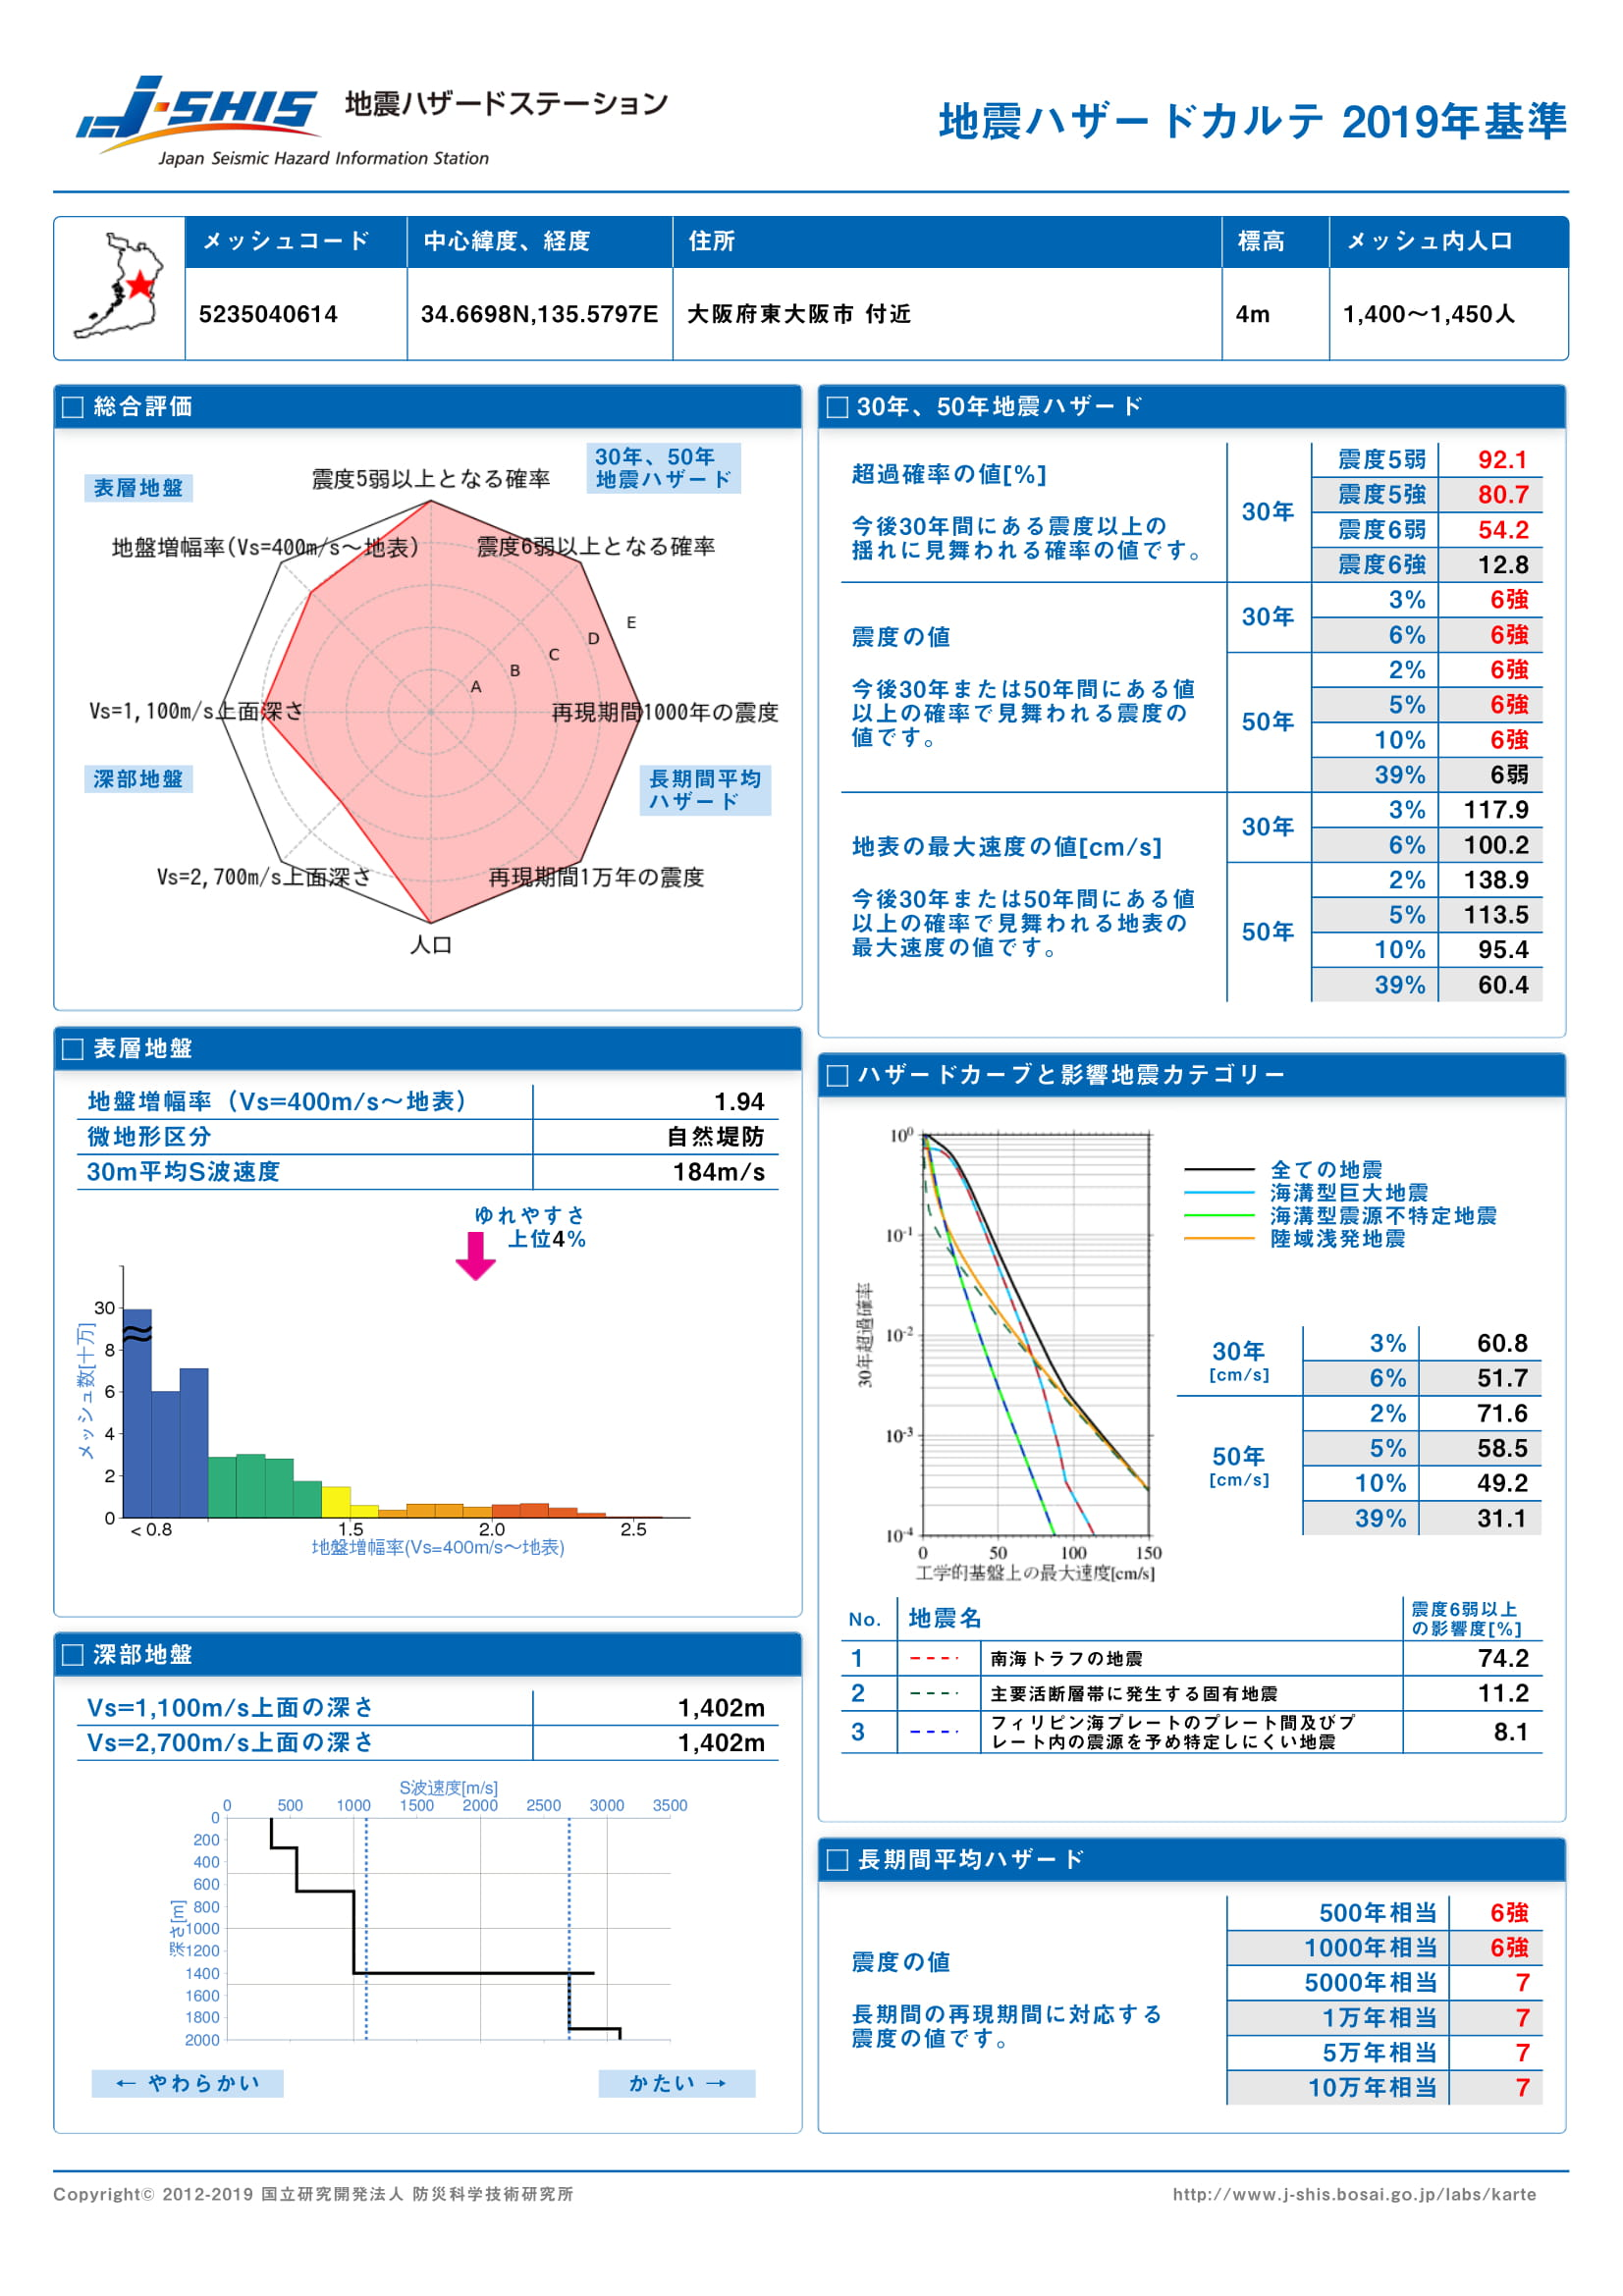 J-SHIS 地震ハザードステーション
Japan Seismic Hazard Information Station
地震ハザードカルテ 2019年基準
メッシュコード 中心緯度、経度 住所 標高 メッシュ内人口
5235040614 34.6698N,135.5797E 大阪府東大阪市 付近 4m 1,400〜1,450人
総合評価
30年、50年
地震ハザード
震度5弱以上となる確率
表層地盤
地盤増幅率(Vs=400m/s〜地表)
震度6弱以上となる確率
E
D
C
B
A
Vs=1,100m/s上面深さ
再現期間1000年の震度
深部地盤
長期間平均
ハザード
Vs=2,700m/s上面深さ
再現期間1万年の震度
人口
表層地盤
地盤増幅率（Vs=400m/s〜地表） 1.94
微地形区分 自然堤防
30m平均S波速度 184m/s
ゆれやすさ
上位4%
メッシュ数[十万]
30
8
6
4
2
0
< 0.8 1.5 2.0 2.5
地盤増幅率(Vs=400m/s〜地表)
深部地盤
Vs=1,100m/s上面の深さ 1,402m
Vs=2,700m/s上面の深さ 1,402m
S波速度[m/s]
0 500 1000 1500 2000 2500 3000 3500
深さ[m]
0
200
400
600
800
1000
1200
1400
1600
1800
2000
← やわらかい かたい →
30年、50年地震ハザード
超過確率の値[%]
今後30年間にある震度以上の
揺れに見舞われる確率の値です。
30年
震度5弱 92.1
震度5強 80.7
震度6弱 54.2
震度6強 12.8
震度の値
今後30年または50年間にある値
以上の確率で見舞われる震度の
値です。
30年
3% 6強
6% 6強
50年
2% 6強
5% 6強
10% 6強
39% 6弱
地表の最大速度の値[cm/s]
今後30年または50年間にある値
以上の確率で見舞われる地表の
最大速度の値です。
30年
3% 117.9
6% 100.2
50年
2% 138.9
5% 113.5
10% 95.4
39% 60.4
ハザードカーブと影響地震カテゴリー
30年超過確率
10⁰
10⁻¹
10⁻²
10⁻³
10⁻⁴
0 50 100 150
工学的基盤上の最大速度[cm/s]
全ての地震
海溝型巨大地震
海溝型震源不特定地震
陸域浅発地震
30年
[cm/s]
3% 60.8
6% 51.7
50年
[cm/s]
2% 71.6
5% 58.5
10% 49.2
39% 31.1
No. 地震名 震度6弱以上
の影響度[%]
1 南海トラフの地震 74.2
2 主要活断層帯に発生する固有地震 11.2
3 フィリピン海プレートのプレート間及びプ
レート内の震源を予め特定しにくい地震 8.1
長期間平均ハザード
震度の値
長期間の再現期間に対応する
震度の値です。
500年相当 6強
1000年相当 6強
5000年相当 7
1万年相当 7
5万年相当 7
10万年相当 7
Copyright© 2012-2019 国立研究開発法人 防災科学技術研究所
http://www.j-shis.bosai.go.jp/labs/karte